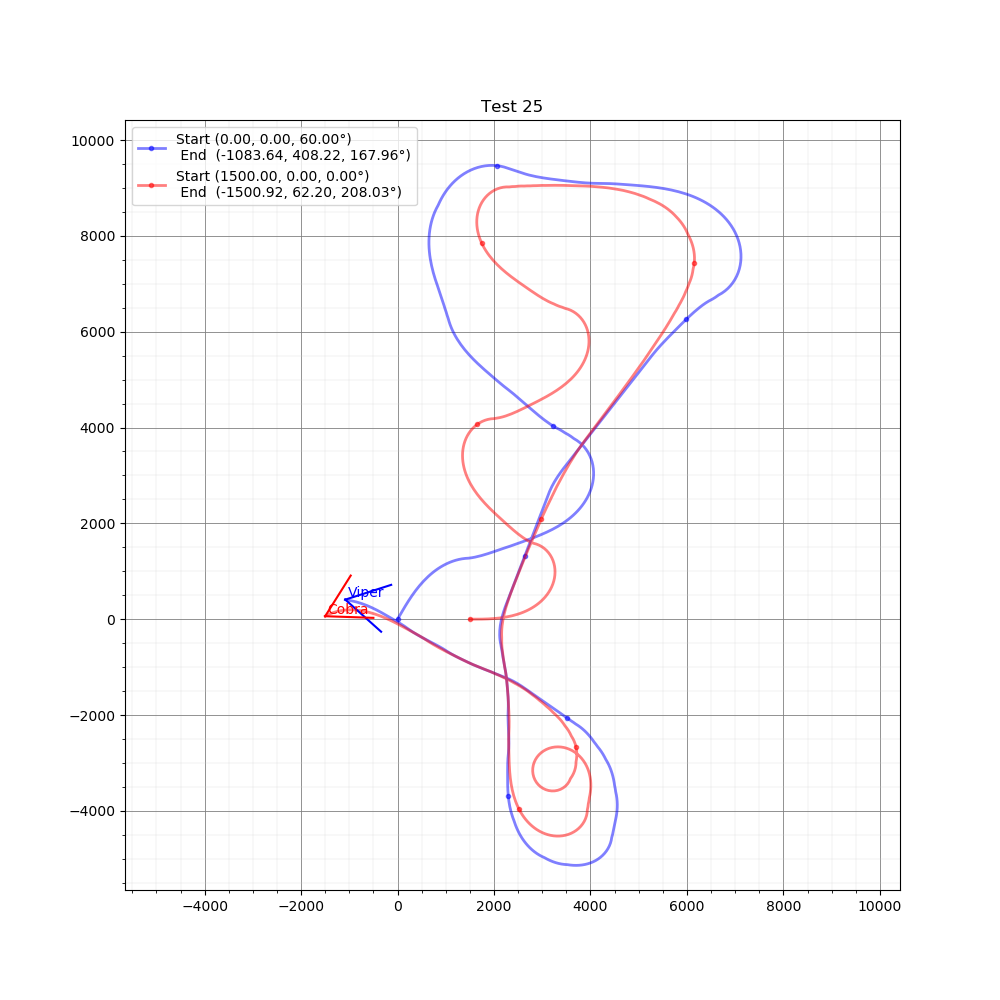 Test 25
Start (0.00, 0.00, 60.00°)
End (-1083.64, 408.22, 167.96°)
Start (1500.00, 0.00, 0.00°)
End (-1500.92, 62.20, 208.03°)
10000
8000
6000
4000
2000
0
−2000
−4000
Viper
Cobra
−4000 −2000 0 2000 4000 6000 8000 10000